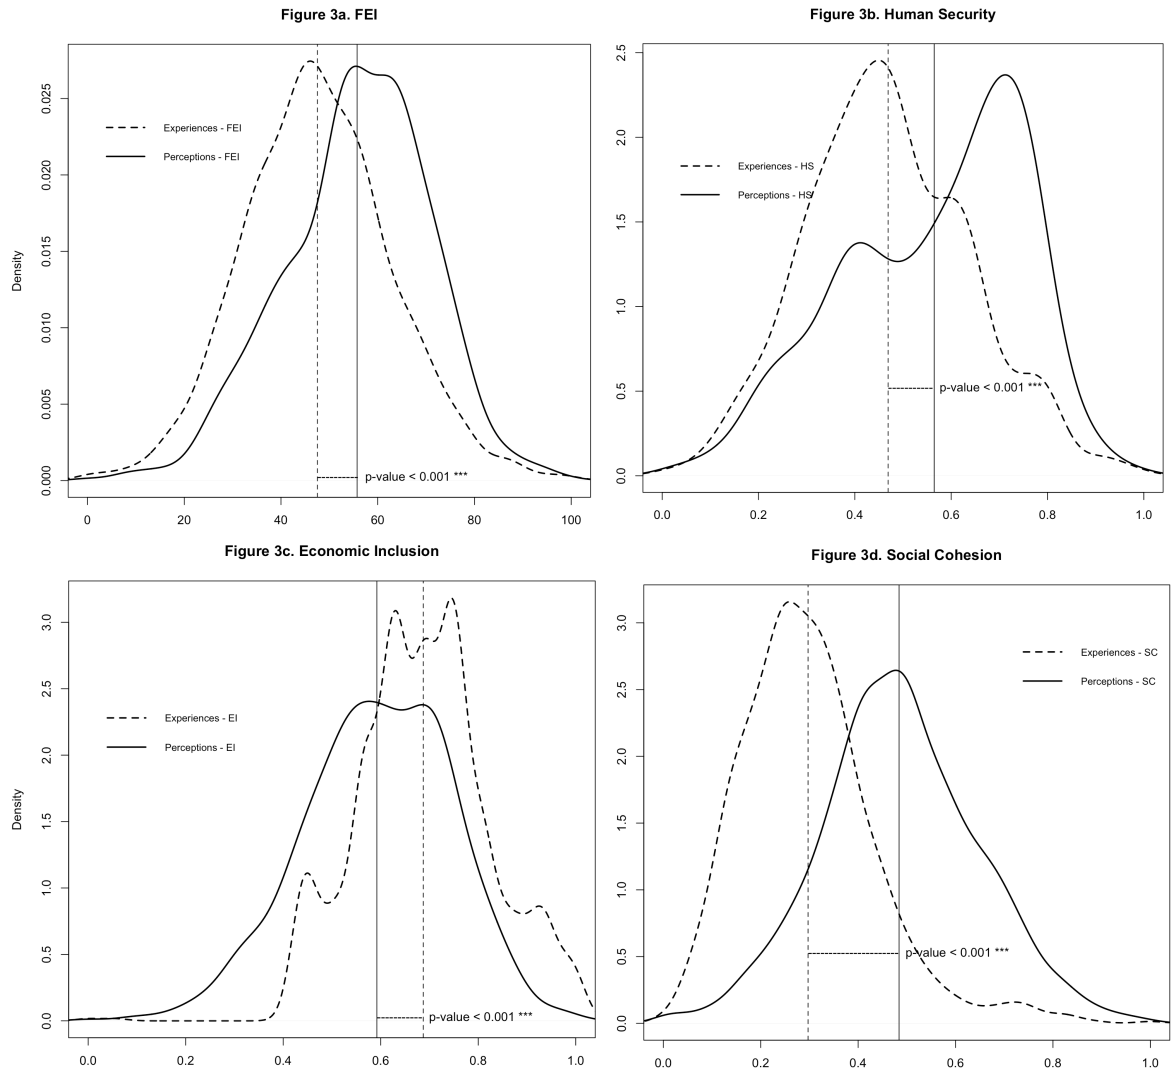 Figure 3a. FEI
Density
0.000
0.005
0.010
0.015
0.020
0.025
Experiences - FEI
Perceptions - FEI
p-value < 0.001 ***
0
20
40
60
80
100
Figure 3b. Human Security
0.0
0.5
1.0
1.5
2.0
2.5
Experiences - HS
Perceptions - HS
p-value < 0.001 ***
0.0
0.2
0.4
0.6
0.8
1.0
Figure 3c. Economic Inclusion
Density
0.0
0.5
1.0
1.5
2.0
2.5
3.0
Experiences - EI
Perceptions - EI
p-value < 0.001 ***
0.0
0.2
0.4
0.6
0.8
1.0
Figure 3d. Social Cohesion
0.0
0.5
1.0
1.5
2.0
2.5
3.0
Experiences - SC
Perceptions - SC
p-value < 0.001 ***
0.0
0.2
0.4
0.6
0.8
1.0